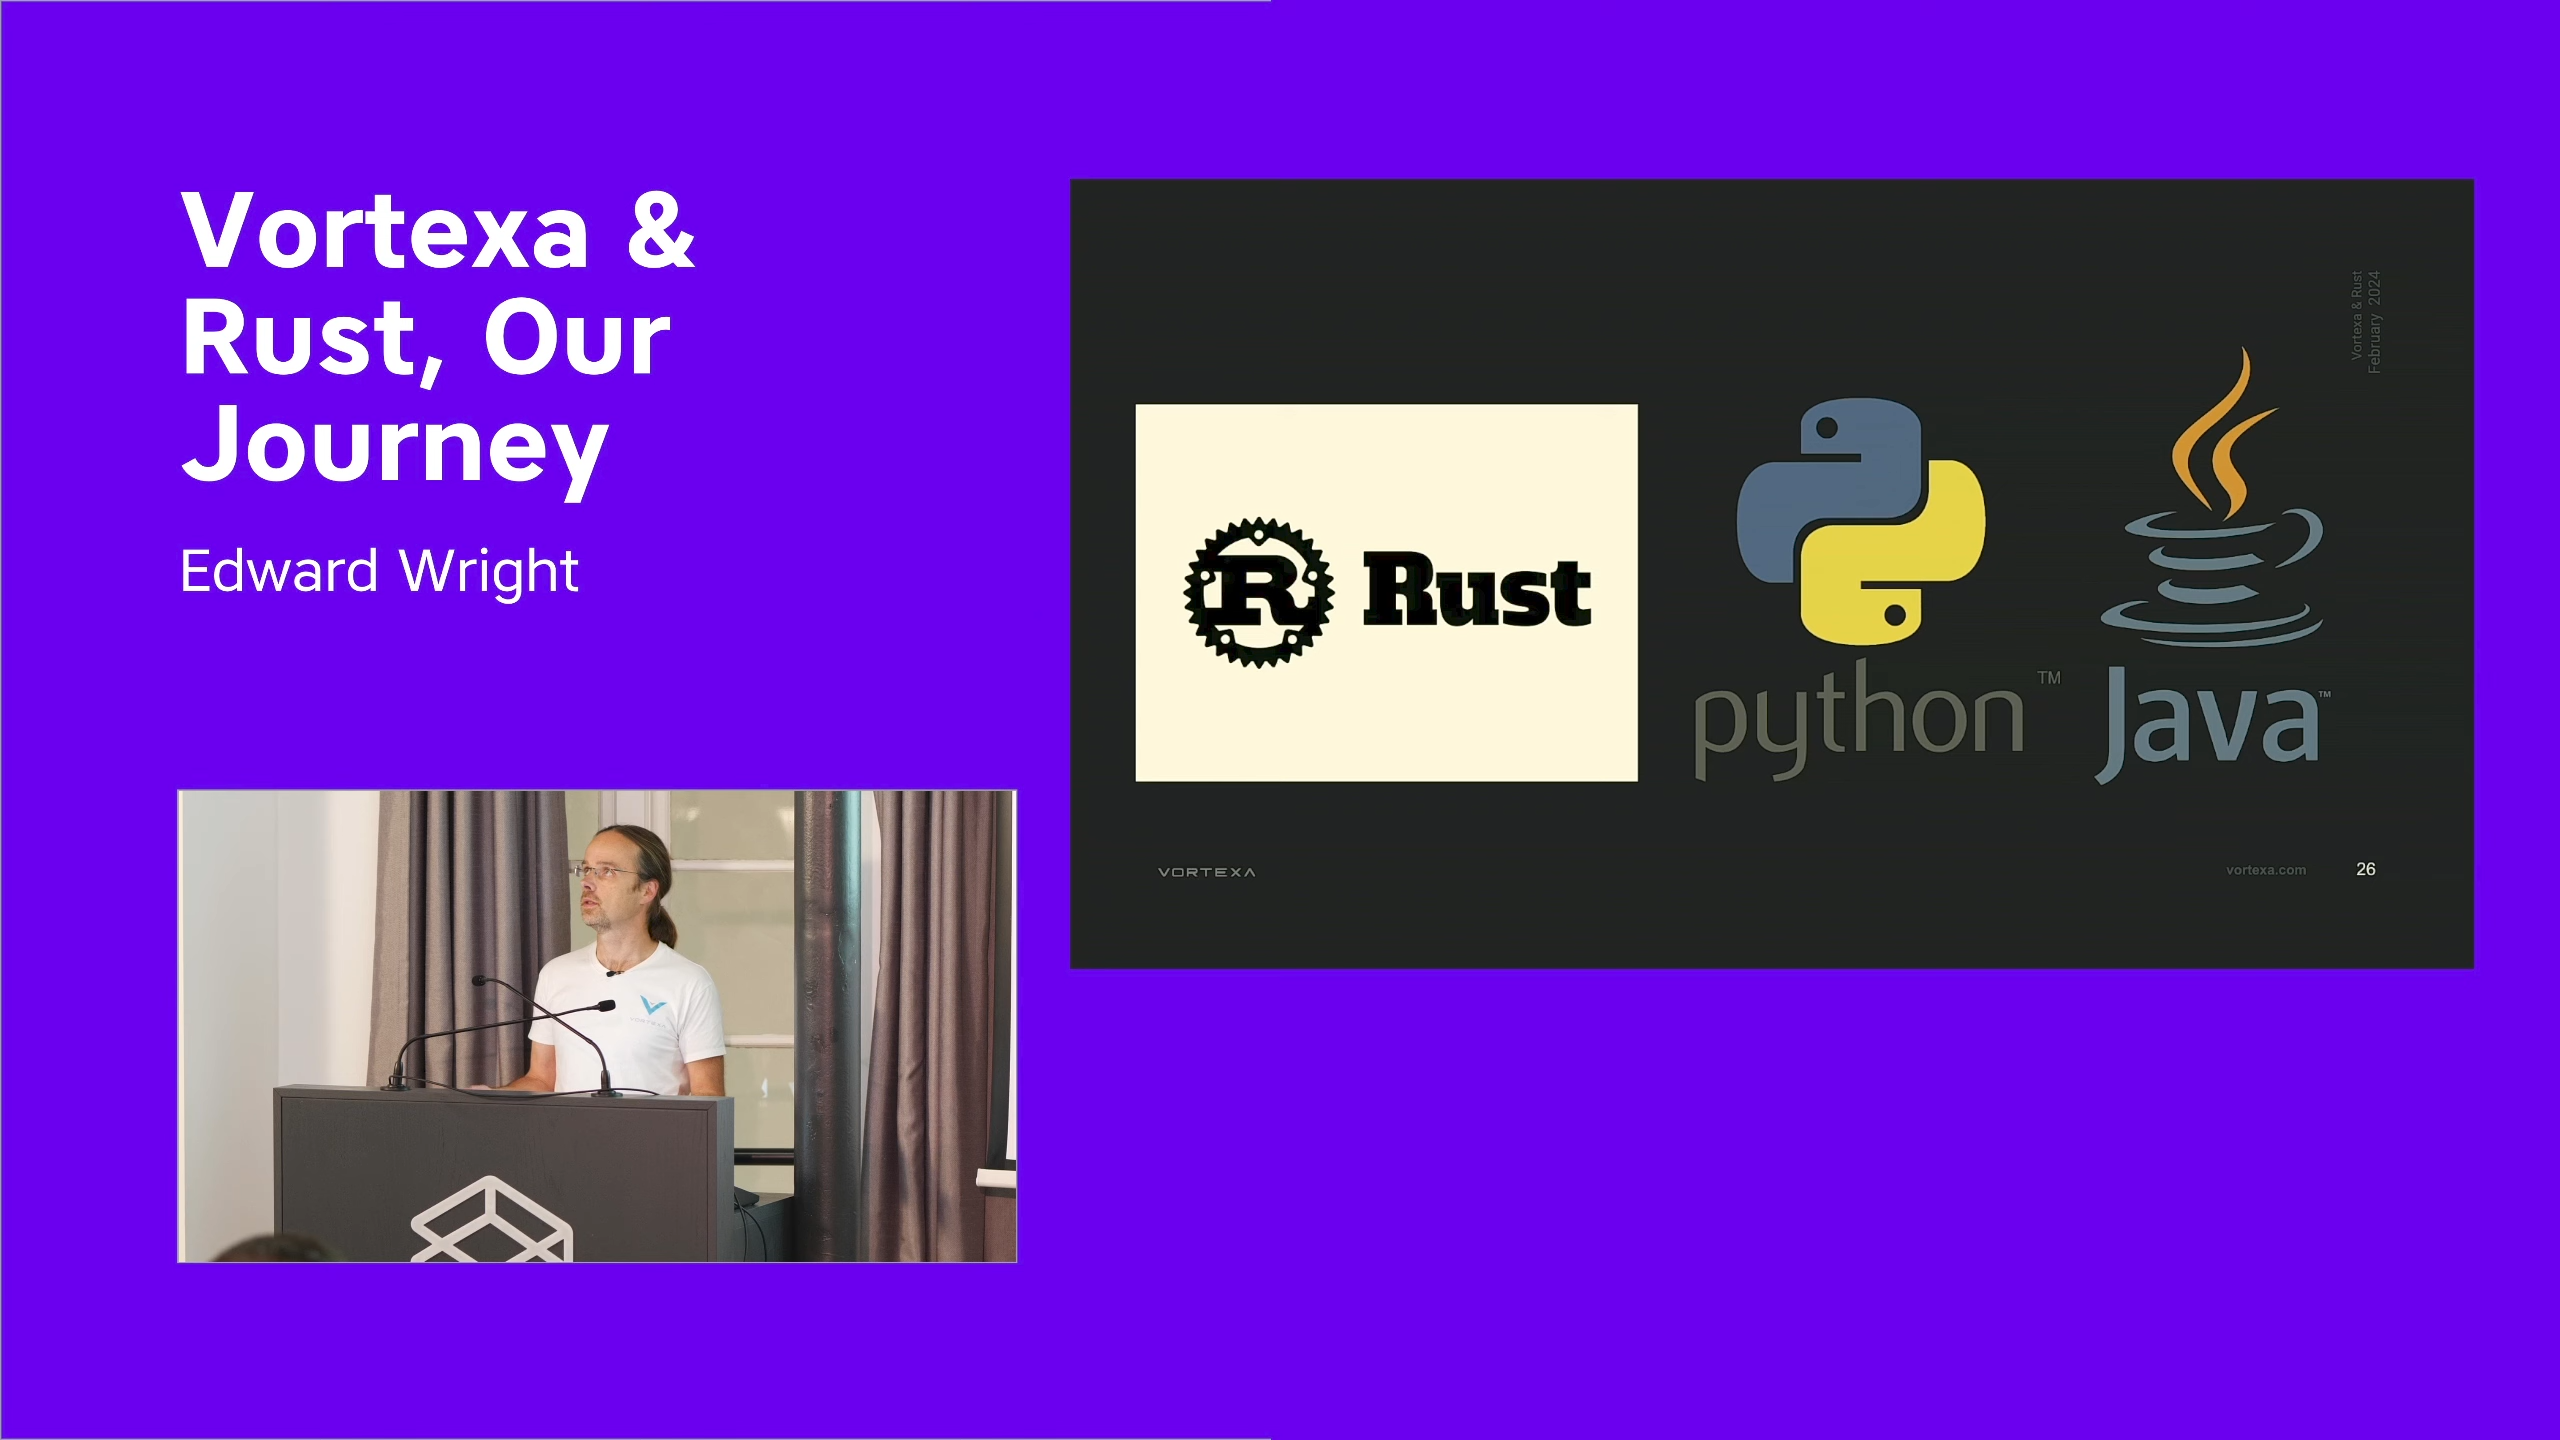 Vortexa &
Rust, Our
Journey
Edward Wright
Vortexa & Rust
February 2024
R Rust
python™
Java™
VORTEXA
vortexa.com
26